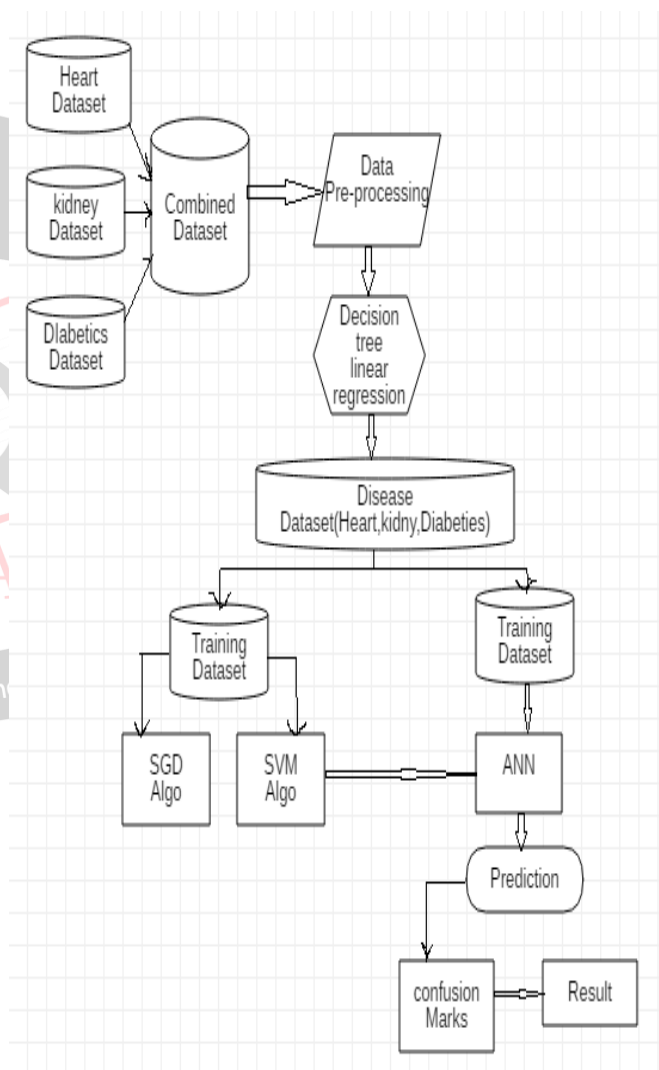 Heart
Dataset
kidney
Dataset
DIabetics
Dataset
Combined
Dataset
Data
Pre-processing
Decision
tree
linear
regression
Disease
Dataset(Heart,kidny,Diabeties)
Training
Dataset
Training
Dataset
SGD
Algo
SVM
Algo
ANN
Prediction
confusion
Marks
Result